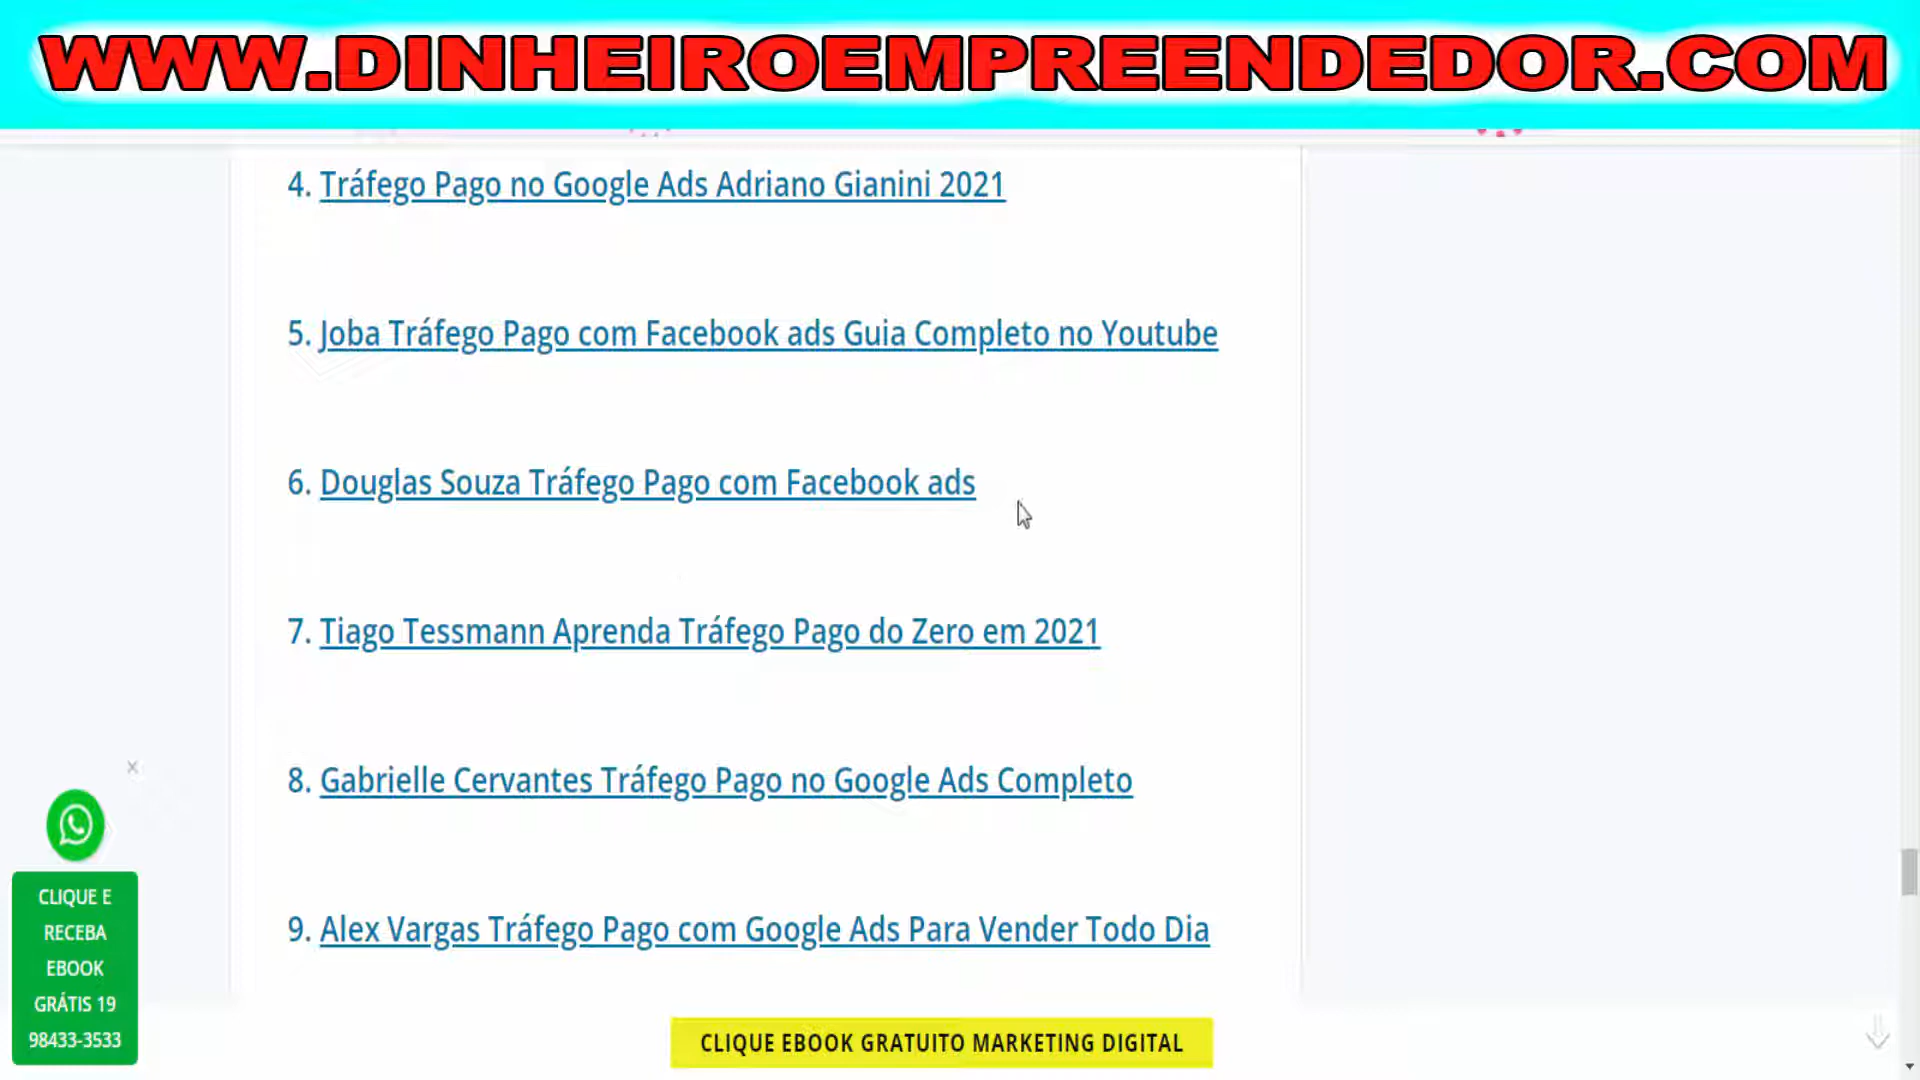 WWW.DINHEIROEMPREENDEDOR.COM
4. Tráfego Pago no Google Ads Adriano Gianini 2021
5. Joba Tráfego Pago com Facebook ads Guia Completo no Youtube
6. Douglas Souza Tráfego Pago com Facebook ads
7. Tiago Tessmann Aprenda Tráfego Pago do Zero em 2021
8. Gabrielle Cervantes Tráfego Pago no Google Ads Completo
9. Alex Vargas Tráfego Pago com Google Ads Para Vender Todo Dia
CLIQUE E
RECEBA
EBOOK
GRÁTIS 19
98433-3533
CLIQUE EBOOK GRATUITO MARKETING DIGITAL